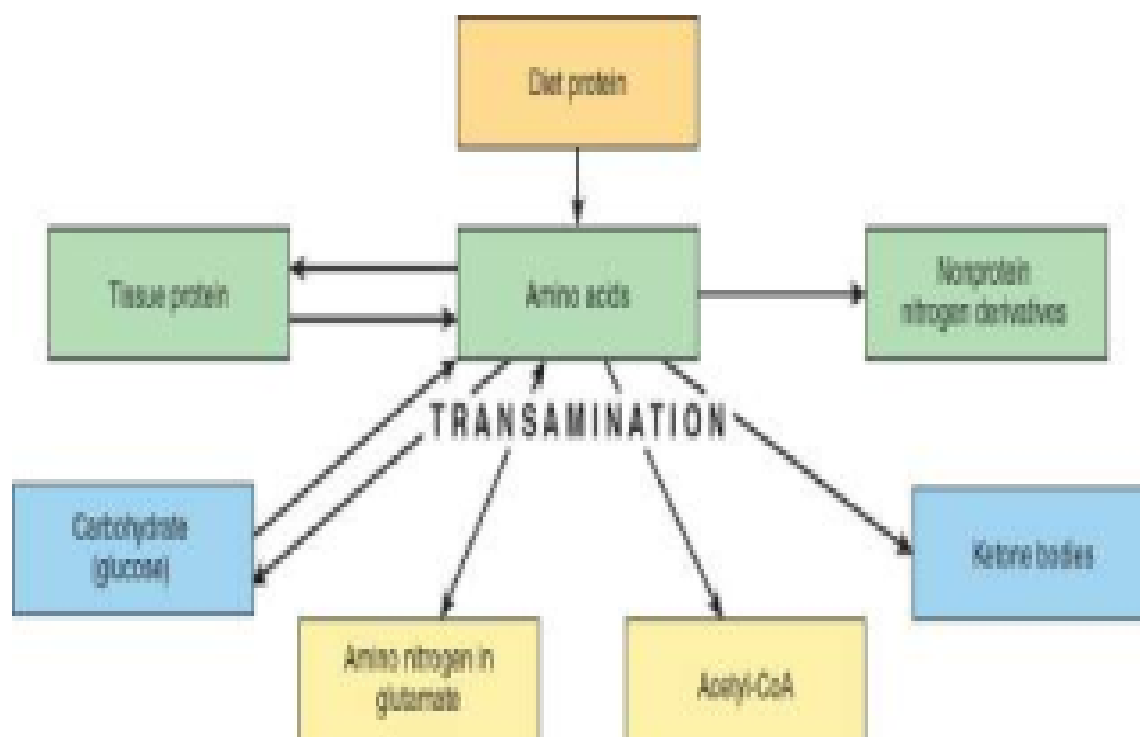 Diet protein
Tissue protein
Amino acids
Nonprotein
nitrogen derivatives
TRANSAMINATION
Carbohydrate
(glucose)
Ketone bodies
Amino nitrogen in
glutamate
Acetyl-CoA